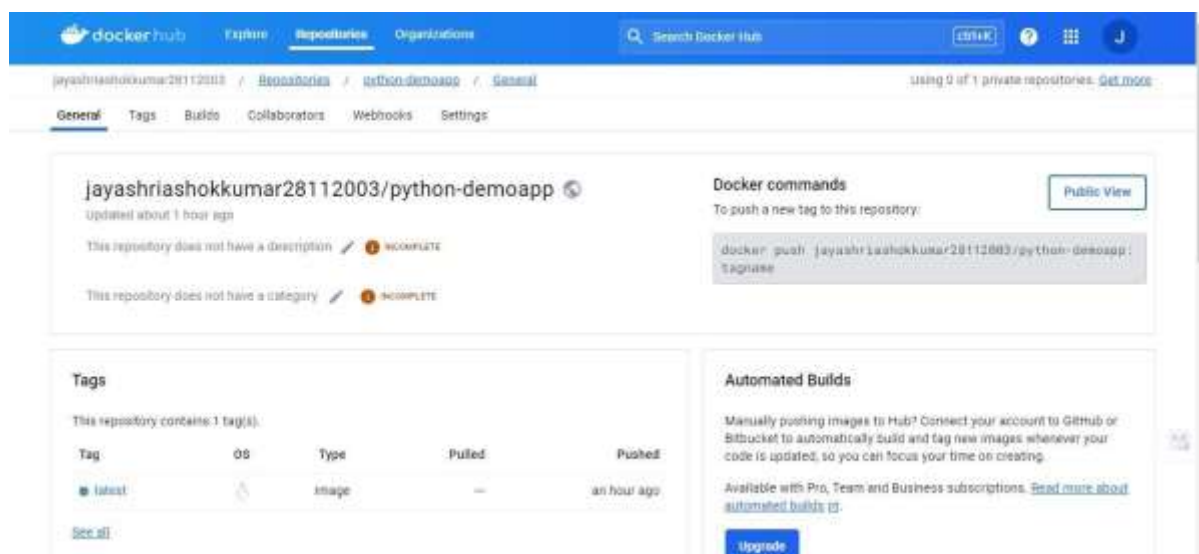 dockerhub Explore Repositories Organizations Search Docker Hub ctrl+K ? J
jayashriashokkumar28112003 / Repositories / python-demoapp / General Using 0 of 1 private repositories. Get more
General Tags Builds Collaborators Webhooks Settings
jayashriashokkumar28112003/python-demoapp
Updated about 1 hour ago
This repository does not have a description INCOMPLETE
This repository does not have a category INCOMPLETE
Docker commands Public View
To push a new tag to this repository:
docker push jayashriashokkumar28112003/python-demoapp:
tagname
Tags
This repository contains 1 tag(s).
Tag OS Type Pulled Pushed
latest Image — an hour ago
See all
Automated Builds
Manually pushing images to Hub? Connect your account to GitHub or
Bitbucket to automatically build and tag new images whenever your
code is updated, so you can focus your time on creating.
Available with Pro, Team and Business subscriptions. Read more about
automated builds.
Upgrade